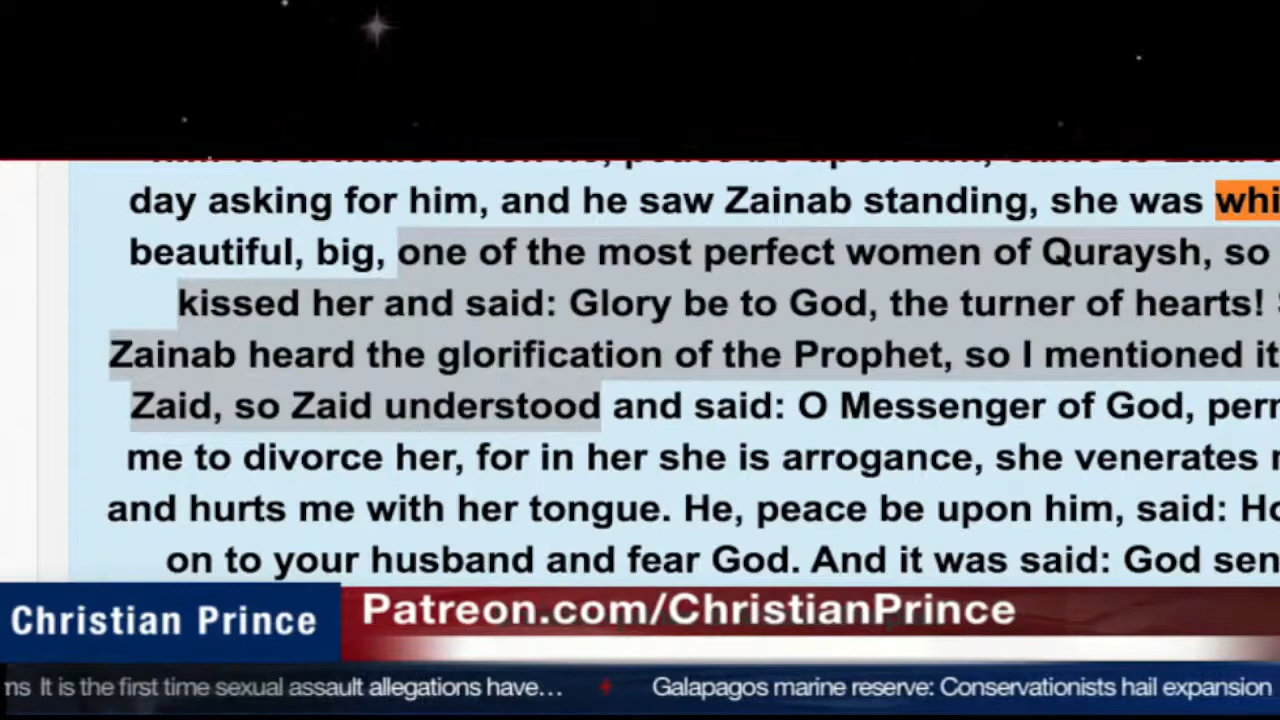 day asking for him, and he saw Zainab standing, she was whi
beautiful, big, one of the most perfect women of Quraysh, so
kissed her and said: Glory be to God, the turner of hearts!
Zainab heard the glorification of the Prophet, so I mentioned it
Zaid, so Zaid understood and said: O Messenger of God, per
me to divorce her, for in her she is arrogance, she venerates
and hurts me with her tongue. He, peace be upon him, said: Ho
on to your husband and fear God. And it was said: God sen
Christian Prince
Patreon.com/ChristianPrince
ns It is the first time sexual assault allegations have… Galapagos marine reserve: Conservationists hail expansion